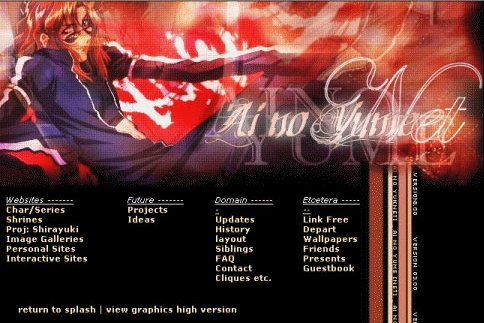 Ai no Yume.net
YUME
Websites -------
Char/Series
Shrines
Proj: Shirayuki
Image Galleries
Personal Sites
Interactive Sites
Future -------
Projects
Ideas
Domain ------
-
Updates
History
layout
Siblings
FAQ
Contact
Cliques etc.
Etcetera -----
--
Link Free
Depart
Wallpapers
Friends
Presents
Guestbook
return to splash | view graphics high version